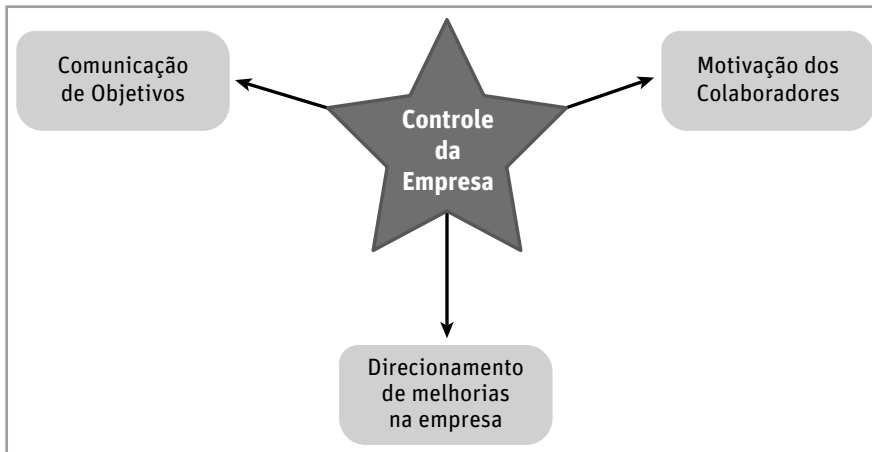 Comunicação
de Objetivos
Motivação dos
Colaboradores
Controle
da
Empresa
Direcionamento
de melhorias
na empresa